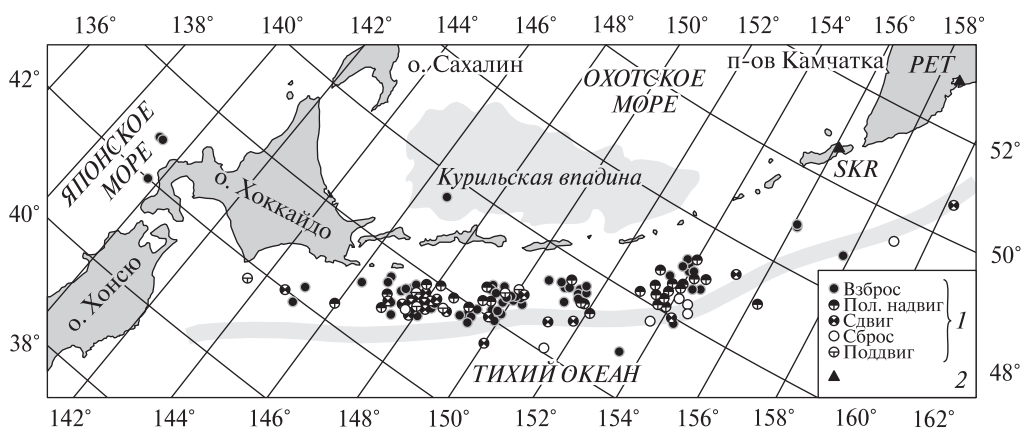 136° 138° 140° 142° 144° 146° 148° 150° 152° 154° 156° 158°
42°
40°
38°
52°
50°
48°
о. Сахалин
ОХОТСКОЕ
МОРЕ
п-ов Камчатка
PET
SKR
ЯПОНСКОЕ
МОРЕ
о. Хоккайдо
Курильская впадина
о. Хонсю
ТИХИЙ ОКЕАН
Взброс
Пол. надвиг
Сдвиг
Сброс
Поддвиг
1
2
142° 144° 146° 148° 150° 152° 154° 156° 158° 160° 162°